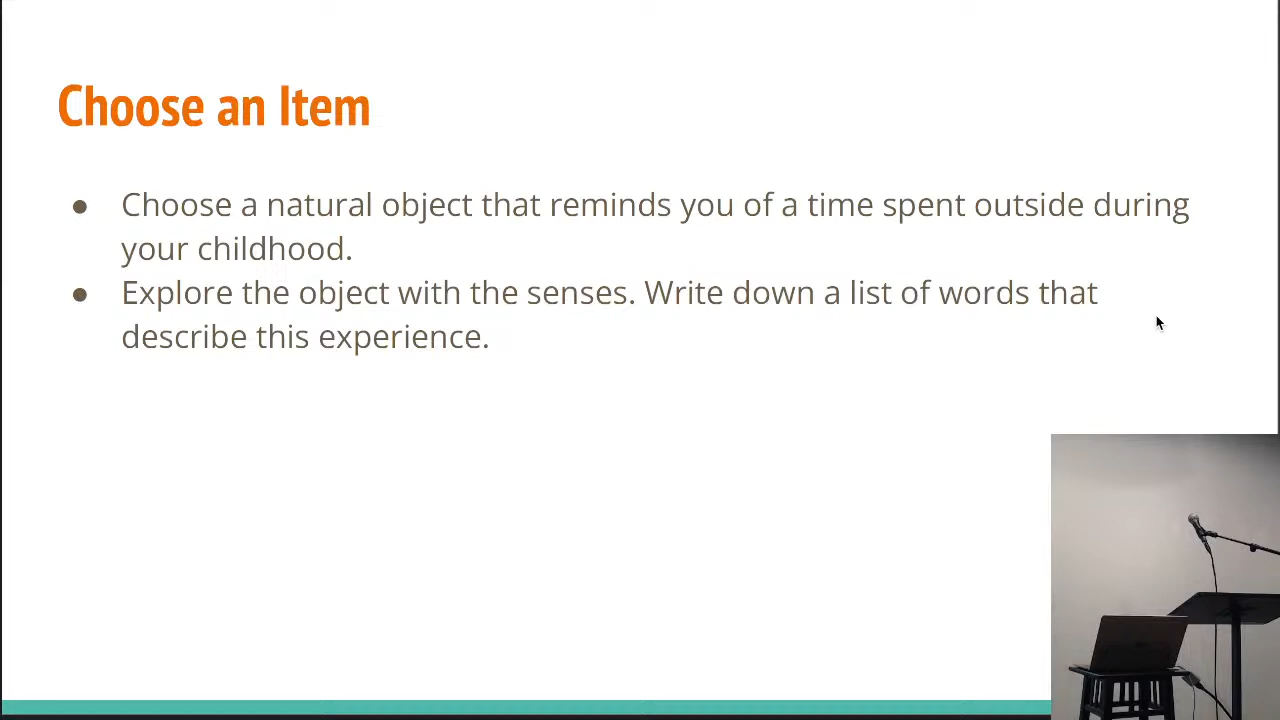 Choose an Item
● Choose a natural object that reminds you of a time spent outside during
your childhood.
● Explore the object with the senses. Write down a list of words that
describe this experience.